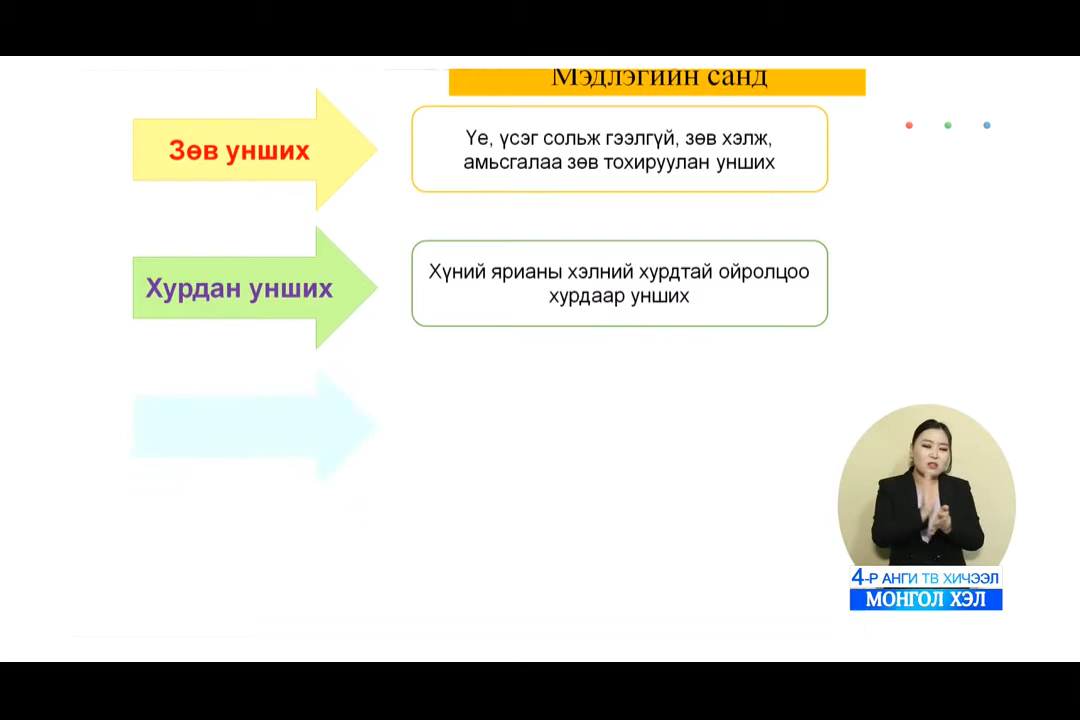 Мэдлэгийн санд
Зөв унших
Үе, үсэг сольж гээлгүй, зөв хэлж,
амьсгалаа зөв тохируулан унших
Хурдан унших
Хүний ярианы хэлний хурдтай ойролцоо
хурдаар унших
4-Р АНГИ ТВ ХИЧЭЭЛ
МОНГОЛ ХЭЛ